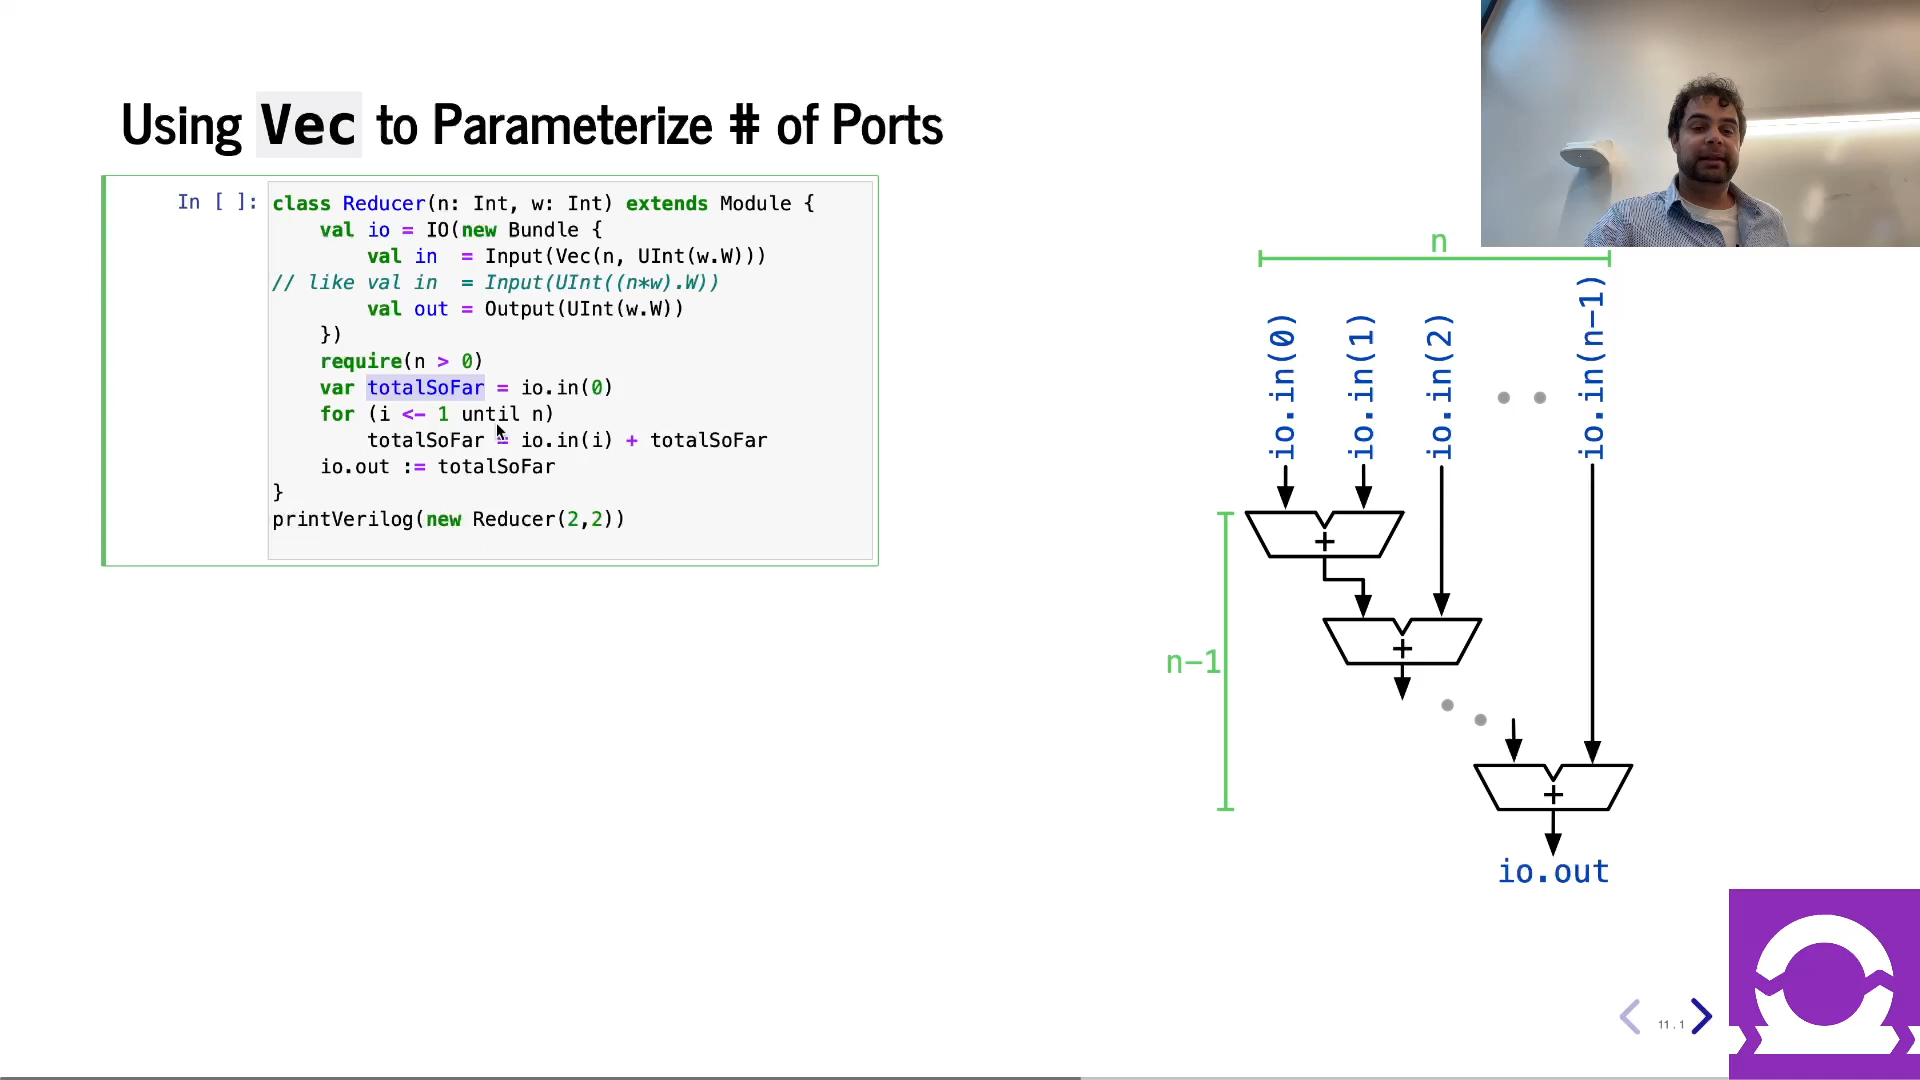 Using Vec to Parameterize # of Ports
In [ ]:
class Reducer(n: Int, w: Int) extends Module {
    val io = IO(new Bundle {
        val in  = Input(Vec(n, UInt(w.W)))
// like val in  = Input(UInt((n*w).W))
        val out = Output(UInt(w.W))
    })
    require(n > 0)
    var totalSoFar = io.in(0)
    for (i <- 1 until n)
        totalSoFar = io.in(i) + totalSoFar
    io.out := totalSoFar
}
printVerilog(new Reducer(2,2))
n
io.in(0)
io.in(1)
io.in(2)
io.in(n-1)
+
n-1
+
+
io.out
11.1